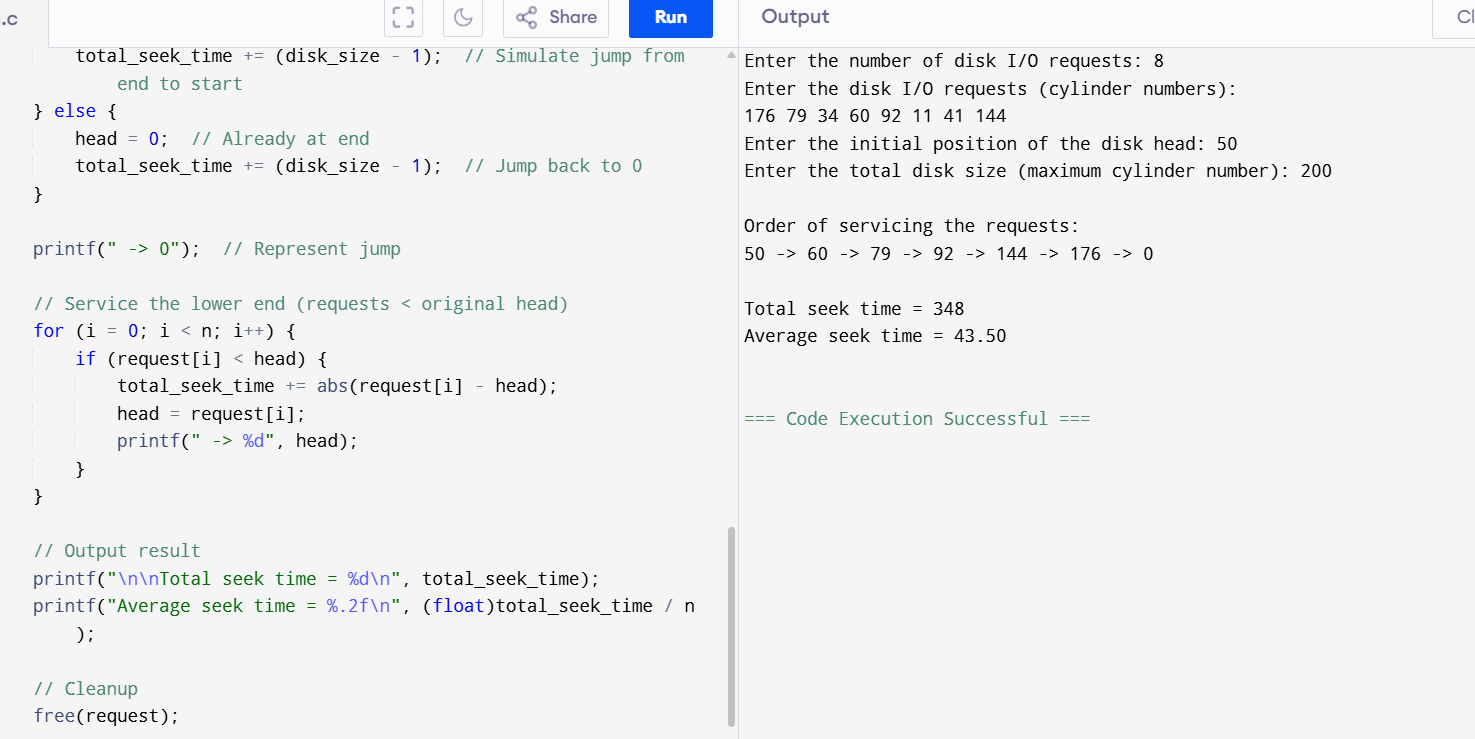 .c
Share
Run
total_seek_time += (disk_size - 1);  // Simulate jump from
end to start
} else {
head = 0;  // Already at end
total_seek_time += (disk_size - 1);  // Jump back to 0
}
printf(" -> 0");  // Represent jump
// Service the lower end (requests < original head)
for (i = 0; i < n; i++) {
if (request[i] < head) {
total_seek_time += abs(request[i] - head);
head = request[i];
printf(" -> %d", head);
}
}
// Output result
printf("\n\nTotal seek time = %d\n", total_seek_time);
printf("Average seek time = %.2f\n", (float)total_seek_time / n
);
// Cleanup
free(request);
Output
Cl
Enter the number of disk I/O requests: 8
Enter the disk I/O requests (cylinder numbers):
176 79 34 60 92 11 41 144
Enter the initial position of the disk head: 50
Enter the total disk size (maximum cylinder number): 200
Order of servicing the requests:
50 -> 60 -> 79 -> 92 -> 144 -> 176 -> 0
Total seek time = 348
Average seek time = 43.50
=== Code Execution Successful ===